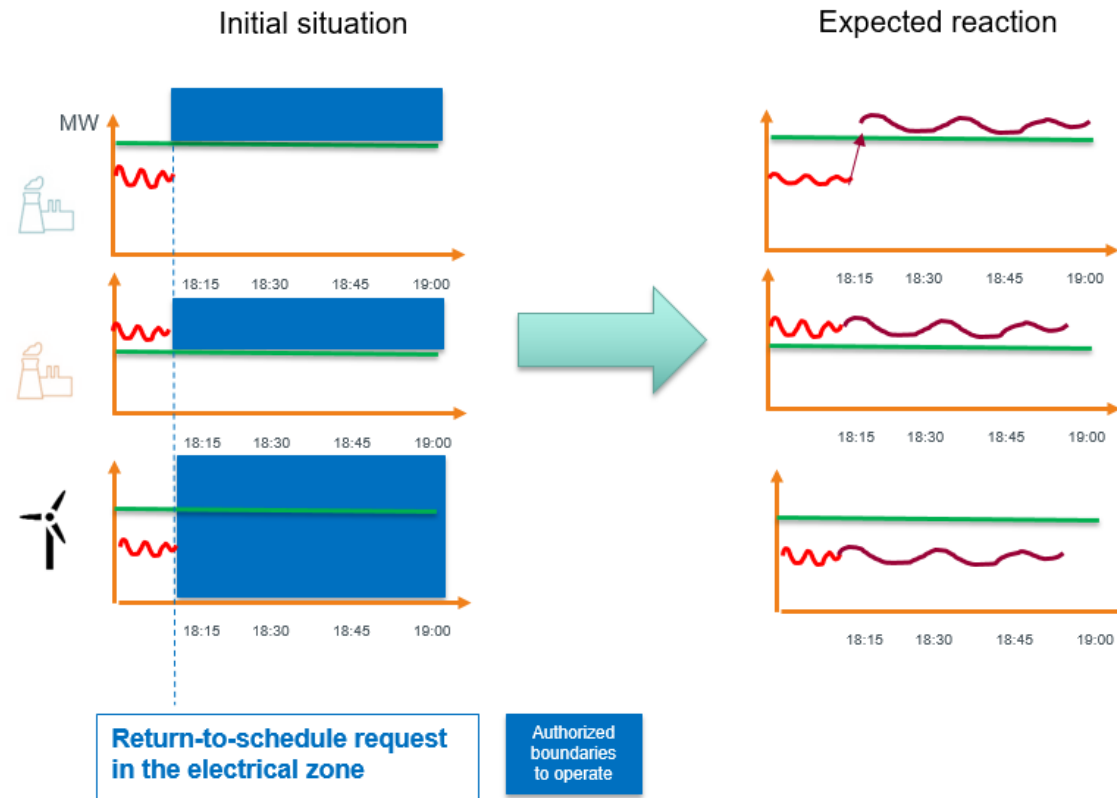 Initial situation
Expected reaction
MW
18:15 18:30 18:45 19:00
18:15 18:30 18:45 19:00
18:15 18:30 18:45 19:00
18:15 18:30 18:45 19:00
18:15 18:30 18:45 19:00
18:15 18:30 18:45 19:00
Return-to-schedule request
in the electrical zone
Authorized
boundaries
to operate